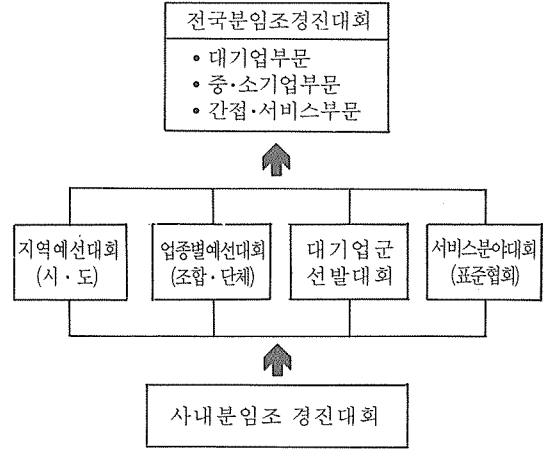 전국분임조경진대회
• 대기업부문
• 중·소기업부문
• 간접·서비스부문
지역예선대회
(시·도)
업종별예선대회
(조합·단체)
대기업군
선발대회
서비스분야대회
(표준협회)
사내분임조 경진대회